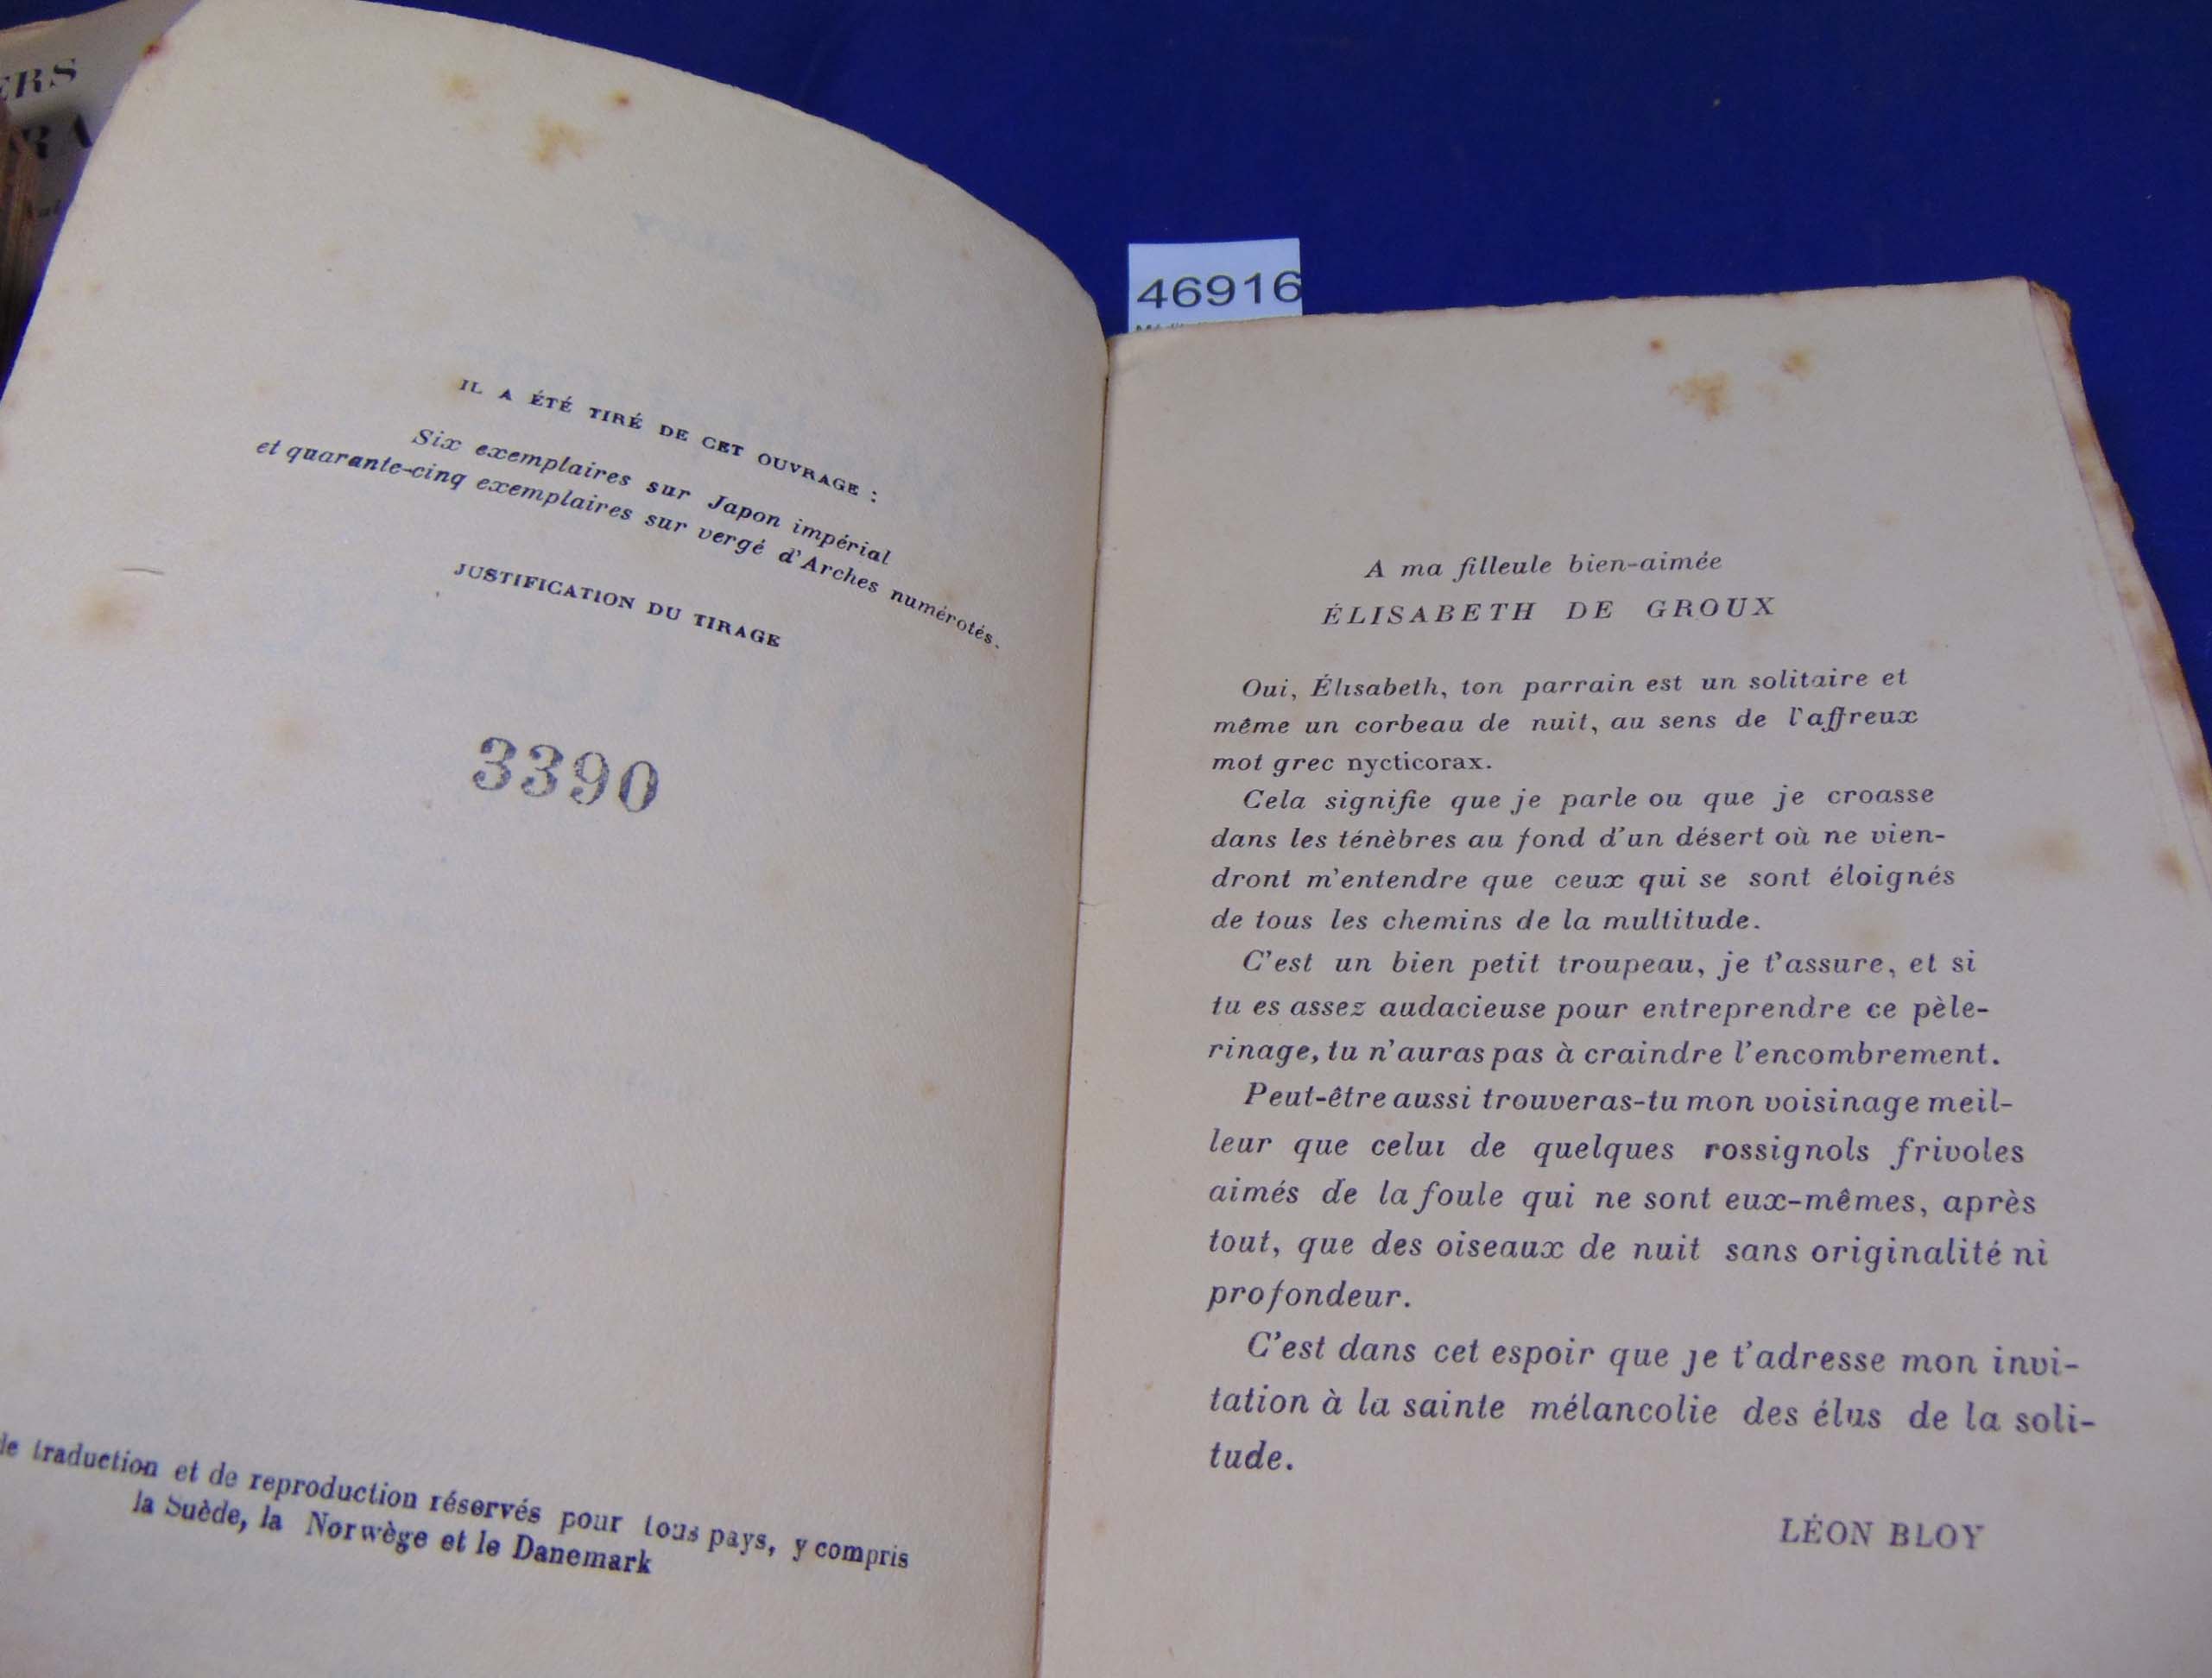 IL A ÉTÉ TIRÉ DE CET OUVRAGE :
Six exemplaires sur Japon impérial
et quarante-cinq exemplaires sur vergé d'Arches numérotés.
JUSTIFICATION DU TIRAGE
3390
traduction et de reproduction réservés pour tous pays, y compris
la Suède, la Norwège et le Danemark
46916
A ma filleule bien-aimée
ÉLISABETH DE GROUX
Oui, Élisabeth, ton parrain est un solitaire et
même un corbeau de nuit, au sens de l'affreux
mot grec nycticorax.
Cela signifie que je parle ou que je croasse
dans les ténèbres au fond d'un désert où ne vien-
dront m'entendre que ceux qui se sont éloignés
de tous les chemins de la multitude.
C'est un bien petit troupeau, je t'assure, et si
tu es assez audacieuse pour entreprendre ce pèle-
rinage, tu n'auras pas à craindre l'encombrement.
Peut-être aussi trouveras-tu mon voisinage meil-
leur que celui de quelques rossignols frivoles
aimés de la foule qui ne sont eux-mêmes, après
tout, que des oiseaux de nuit sans originalité ni
profondeur.
C'est dans cet espoir que je t'adresse mon invi-
tation à la sainte mélancolie des élus de la soli-
tude.
LÉON BLOY